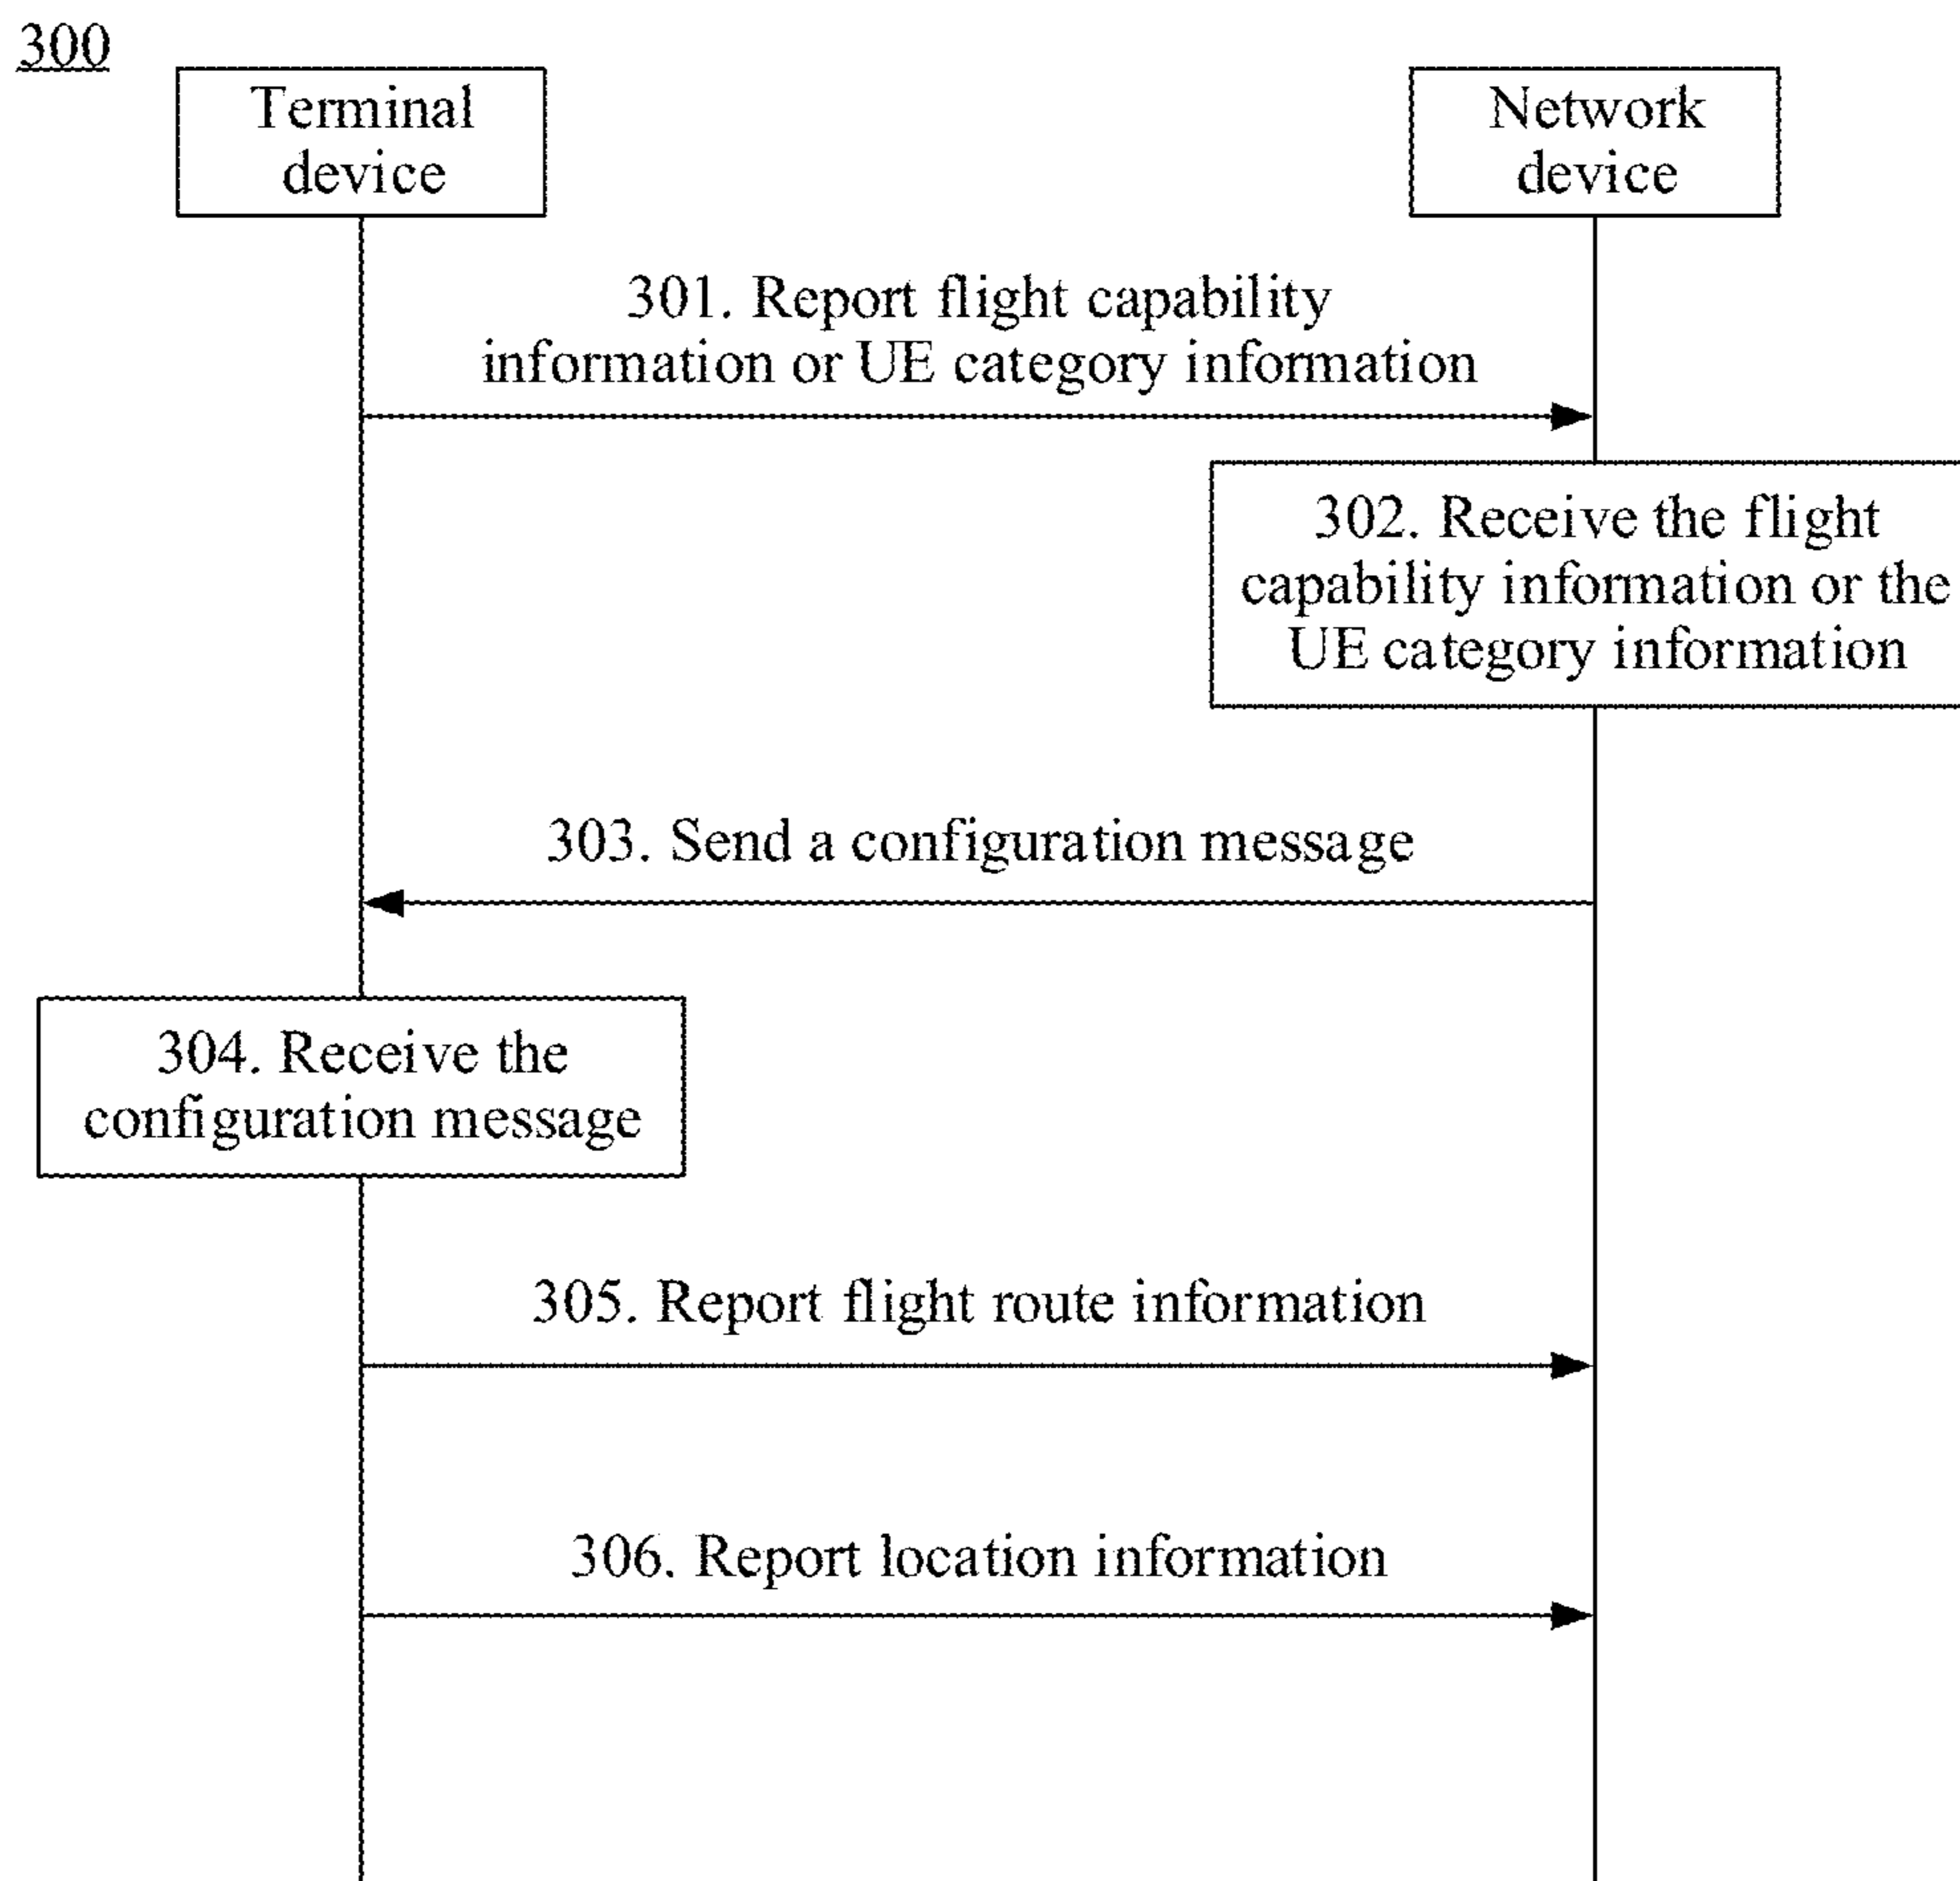 300
Terminal
device
Network
device
301. Report flight capability
information or UE category information
302. Receive the flight
capability information or the
UE category information
303. Send a configuration message
304. Receive the
configuration message
305. Report flight route information
306. Report location information